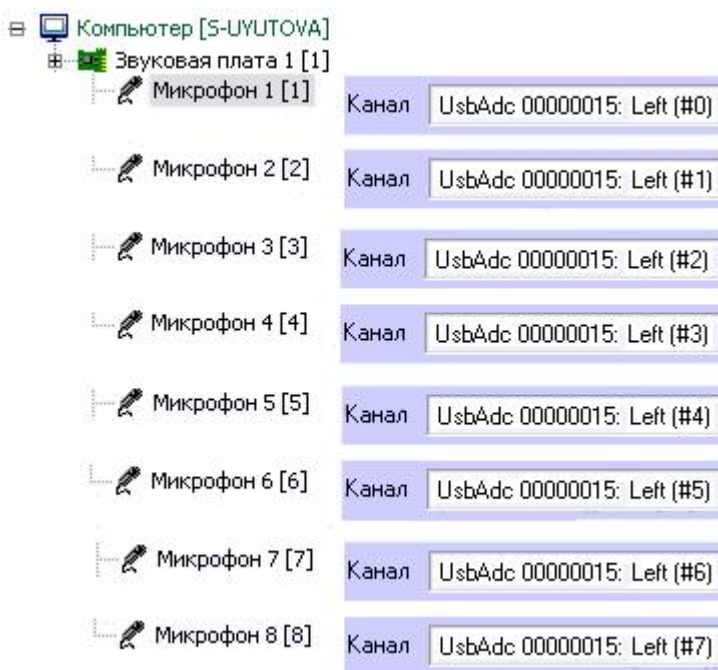 Компьютер [S-UYUTOVA]
Звуковая плата 1 [1]
Микрофон 1 [1] Канал UsbAdc 00000015: Left (#0)
Микрофон 2 [2] Канал UsbAdc 00000015: Left (#1)
Микрофон 3 [3] Канал UsbAdc 00000015: Left (#2)
Микрофон 4 [4] Канал UsbAdc 00000015: Left (#3)
Микрофон 5 [5] Канал UsbAdc 00000015: Left (#4)
Микрофон 6 [6] Канал UsbAdc 00000015: Left (#5)
Микрофон 7 [7] Канал UsbAdc 00000015: Left (#6)
Микрофон 8 [8] Канал UsbAdc 00000015: Left (#7)